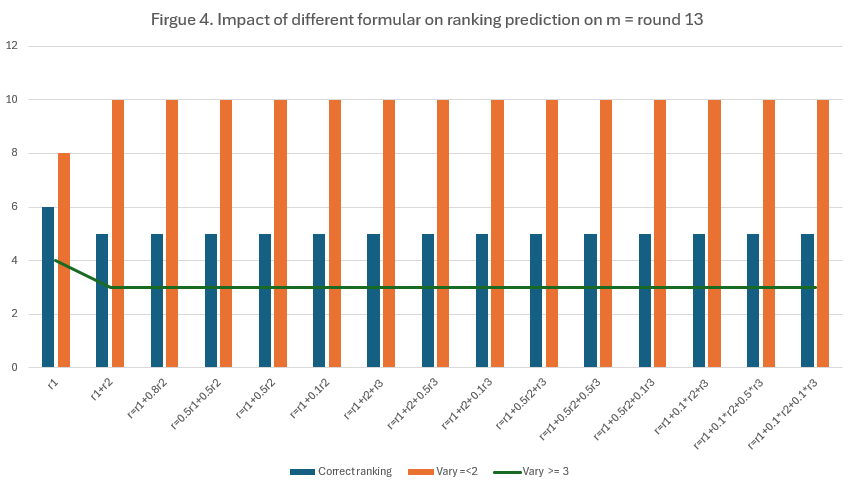 Firgue 4. Impact of different formular on ranking prediction on m = round 13
12
10
8
6
4
2
0
r1
r1+r2
r=r1+0.8r2
r=0.5r1+0.5r2
r=r1+0.5r2
r=r1+0.1r2
r=r1+r2+r3
r=r1+r2+0.5r3
r=r1+r2+0.1r3
r=r1+0.5r2+r3
r=r1+0.5r2+0.5r3
r=r1+0.5r2+0.1r3
r=r1+0.1*r2+r3
r=r1+0.1*r2+0.5*r3
r=r1+0.1*r2+0.1*r3
Correct ranking Vary =<2 Vary >= 3